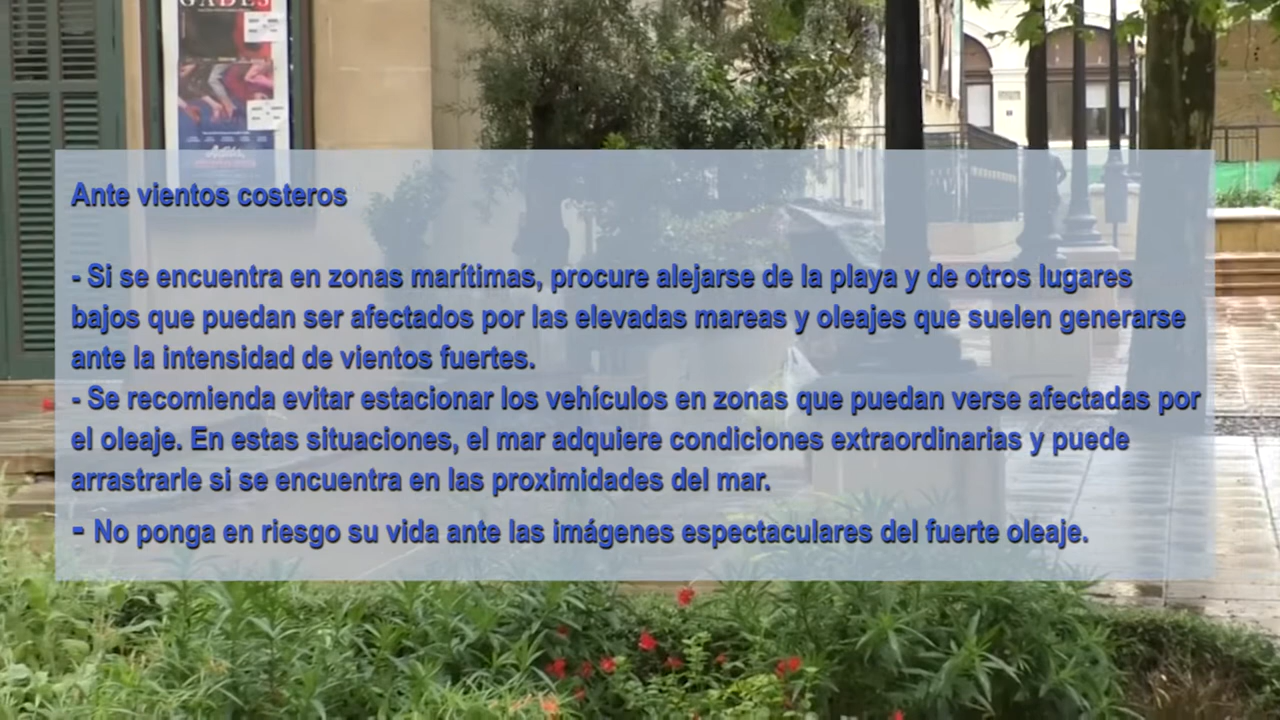 GADES
Ante vientos costeros
- Si se encuentra en zonas marítimas, procure alejarse de la playa y de otros lugares
bajos que puedan ser afectados por las elevadas mareas y oleajes que suelen generarse
ante la intensidad de vientos fuertes.
- Se recomienda evitar estacionar los vehículos en zonas que puedan verse afectadas por
el oleaje. En estas situaciones, el mar adquiere condiciones extraordinarias y puede
arrastrarle si se encuentra en las proximidades del mar.
- No ponga en riesgo su vida ante las imágenes espectaculares del fuerte oleaje.